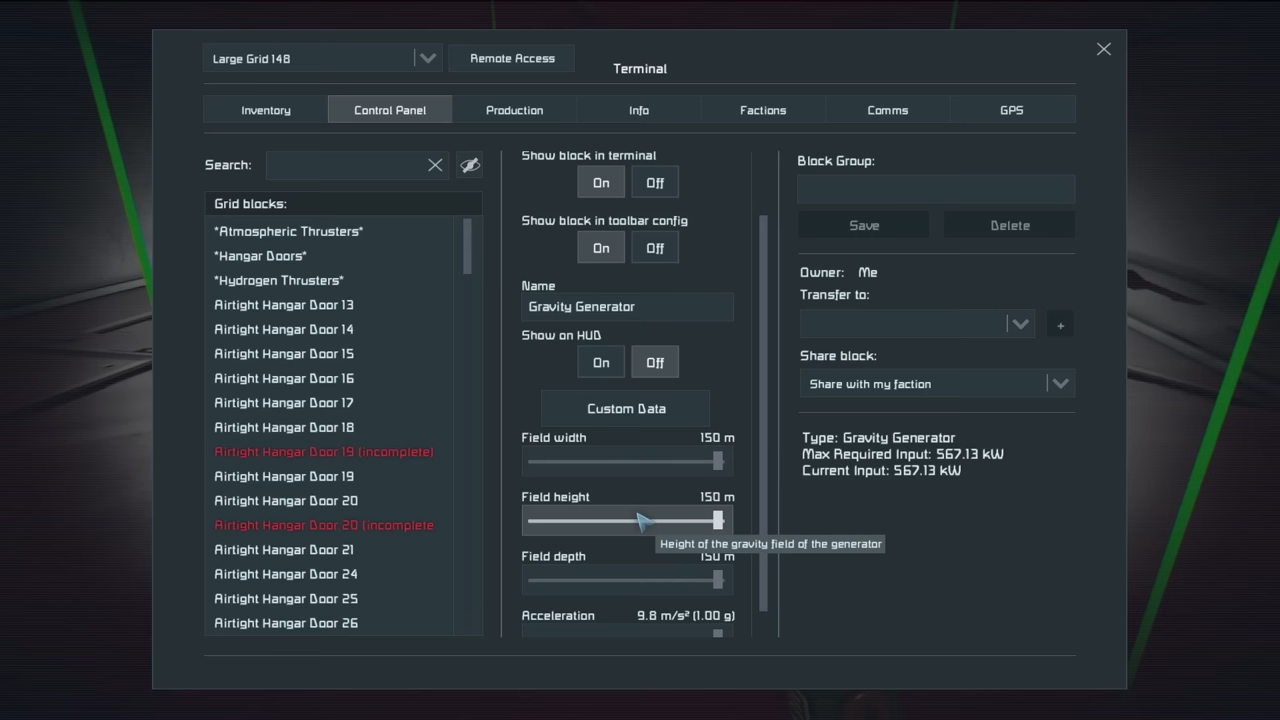 Large Grid 148
Remote Access
Terminal
Inventory
Control Panel
Production
Info
Factions
Comms
GPS
Search:
Grid blocks:
*Atmospheric Thrusters*
*Hangar Doors*
*Hydrogen Thrusters*
Airtight Hangar Door 13
Airtight Hangar Door 14
Airtight Hangar Door 15
Airtight Hangar Door 16
Airtight Hangar Door 17
Airtight Hangar Door 18
Airtight Hangar Door 19 (incomplete)
Airtight Hangar Door 19
Airtight Hangar Door 20
Airtight Hangar Door 20 (incomplete
Airtight Hangar Door 21
Airtight Hangar Door 24
Airtight Hangar Door 25
Airtight Hangar Door 26
Show block in terminal
On Off
Show block in toolbar config
On Off
Name
Gravity Generator
Show on HUD
On Off
Custom Data
Field width 150 m
Field height 150 m
Height of the gravity field of the generator
Field depth 150 m
Acceleration 9.8 m/s² (1.00 g)
Block Group:
Save Delete
Owner: Me
Transfer to:
+
Share block:
Share with my faction
Type: Gravity Generator
Max Required Input: 567.13 kW
Current Input: 567.13 kW